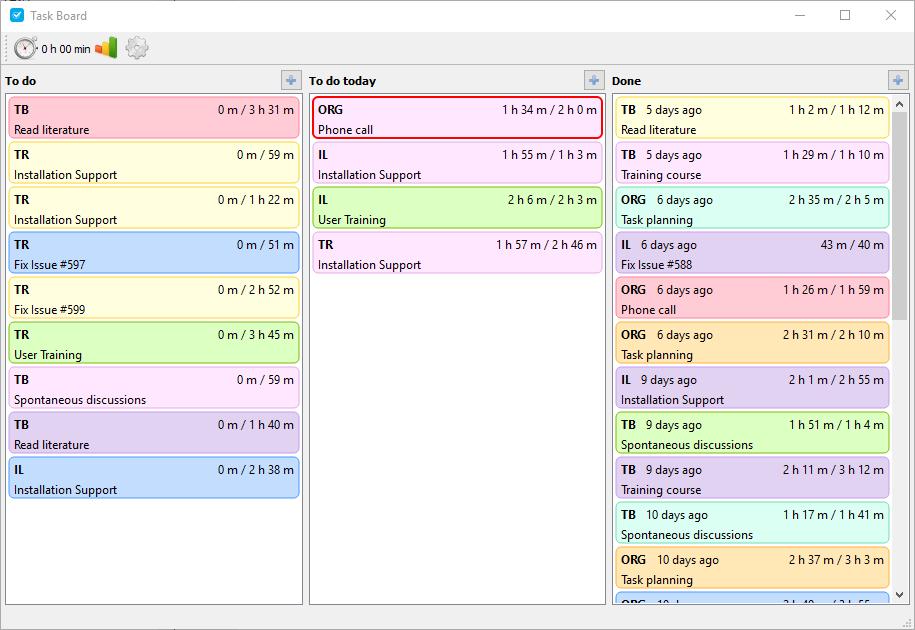 Task Board
0 h 00 min
To do
TB 0 m / 3 h 31 m
Read literature
TR 0 m / 59 m
Installation Support
TR 0 m / 1 h 22 m
Installation Support
TR 0 m / 51 m
Fix Issue #597
TR 0 m / 2 h 52 m
Fix Issue #599
TR 0 m / 3 h 45 m
User Training
TB 0 m / 59 m
Spontaneous discussions
TB 0 m / 1 h 40 m
Read literature
IL 0 m / 2 h 38 m
Installation Support
To do today
ORG 1 h 34 m / 2 h 0 m
Phone call
IL 1 h 55 m / 1 h 3 m
Installation Support
IL 2 h 6 m / 2 h 3 m
User Training
TR 1 h 57 m / 2 h 46 m
Installation Support
Done
TB 5 days ago 1 h 2 m / 1 h 12 m
Read literature
TB 5 days ago 1 h 29 m / 1 h 10 m
Training course
ORG 6 days ago 2 h 35 m / 2 h 5 m
Task planning
IL 6 days ago 43 m / 40 m
Fix Issue #588
ORG 6 days ago 1 h 26 m / 1 h 59 m
Phone call
ORG 6 days ago 2 h 31 m / 2 h 10 m
Task planning
IL 9 days ago 2 h 1 m / 2 h 55 m
Installation Support
TB 9 days ago 1 h 51 m / 1 h 4 m
Spontaneous discussions
TB 9 days ago 2 h 11 m / 3 h 12 m
Training course
TB 10 days ago 1 h 17 m / 1 h 41 m
Spontaneous discussions
ORG 10 days ago 2 h 37 m / 3 h 3 m
Task planning